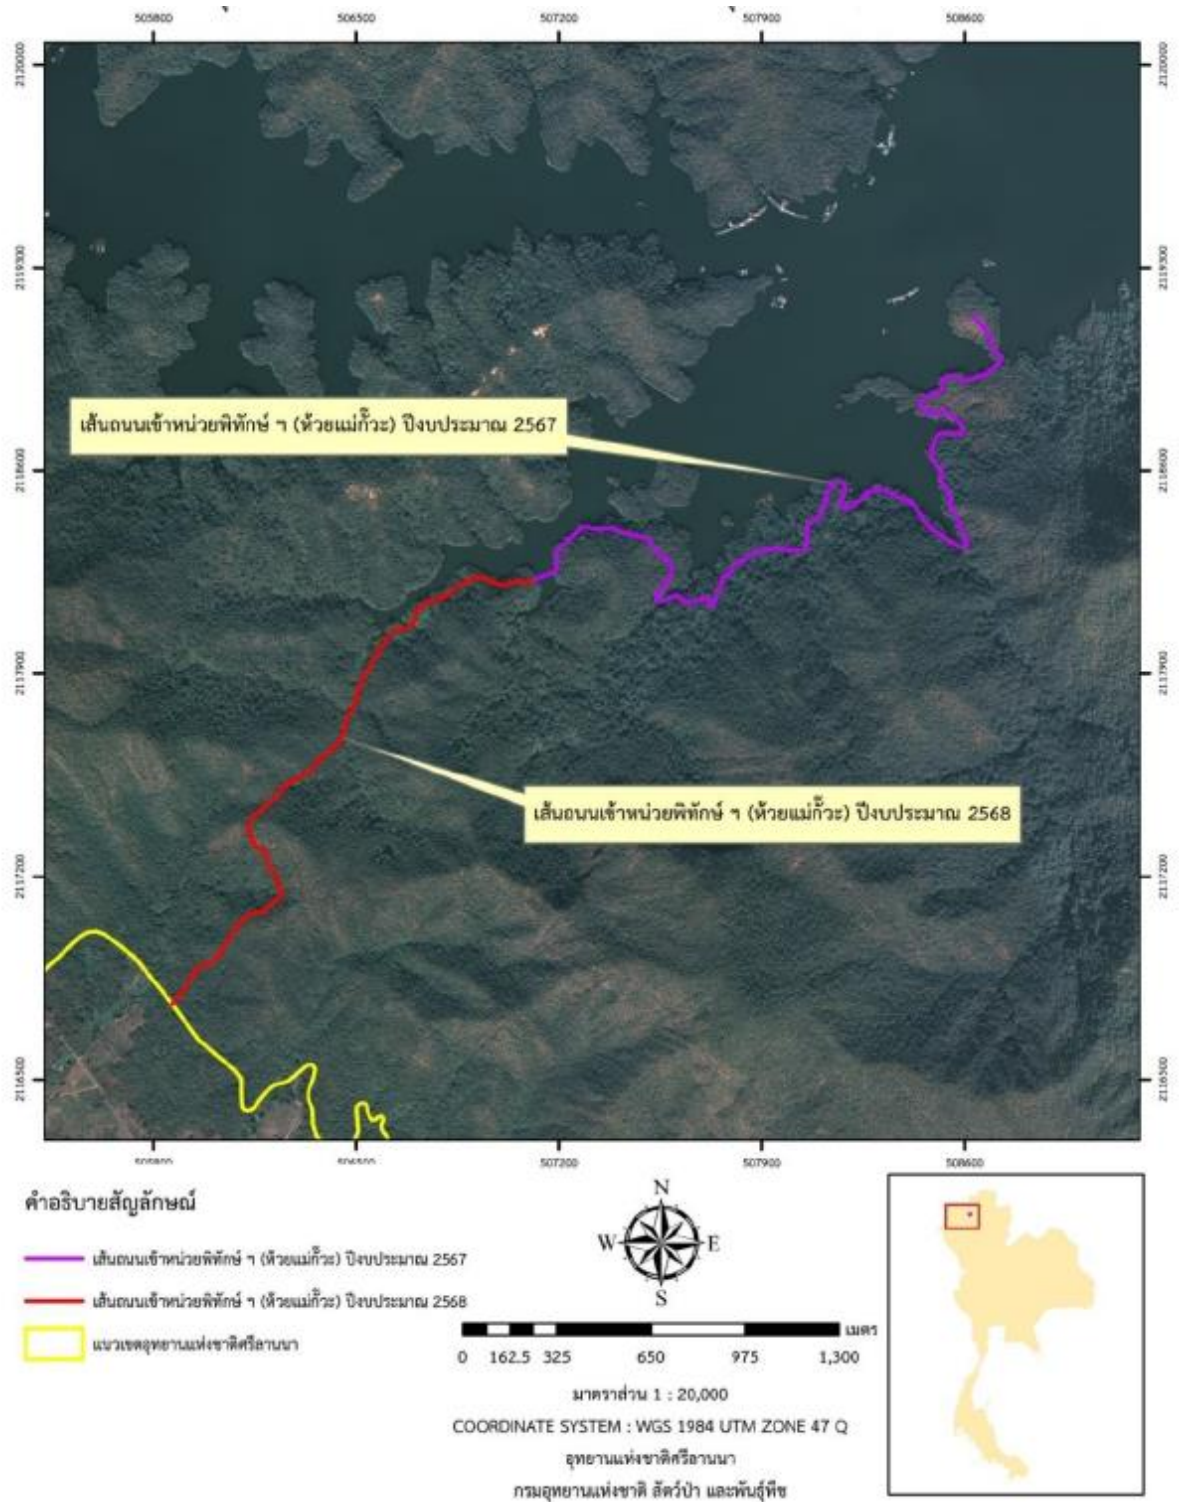 505800 506500 507200 507900 508600
2120000 2120000
2119300 2119300
เส้นถนนเข้าหน่วยพิทักษ์ ฯ (ห้วยแม่ก๊ะวะ) ปีงบประมาณ 2567
2118600 2118600
2117900 2117900
เส้นถนนเข้าหน่วยพิทักษ์ ฯ (ห้วยแม่ก๊ะวะ) ปีงบประมาณ 2568
2117200 2117200
2116500 2116500
505800 506500 507200 507900 508600
คำอธิบายสัญลักษณ์
เส้นถนนเข้าหน่วยพิทักษ์ ฯ (ห้วยแม่ก๊ะวะ) ปีงบประมาณ 2567
เส้นถนนเข้าหน่วยพิทักษ์ ฯ (ห้วยแม่ก๊ะวะ) ปีงบประมาณ 2568
แนวเขตอุทยานแห่งชาติศรีลานนา
N
W E
S
เมตร
0 162.5 325 650 975 1,300
มาตราส่วน 1 : 20,000
COORDINATE SYSTEM : WGS 1984 UTM ZONE 47 Q
อุทยานแห่งชาติศรีลานนา
กรมอุทยานแห่งชาติ สัตว์ป่า และพันธุ์พืช